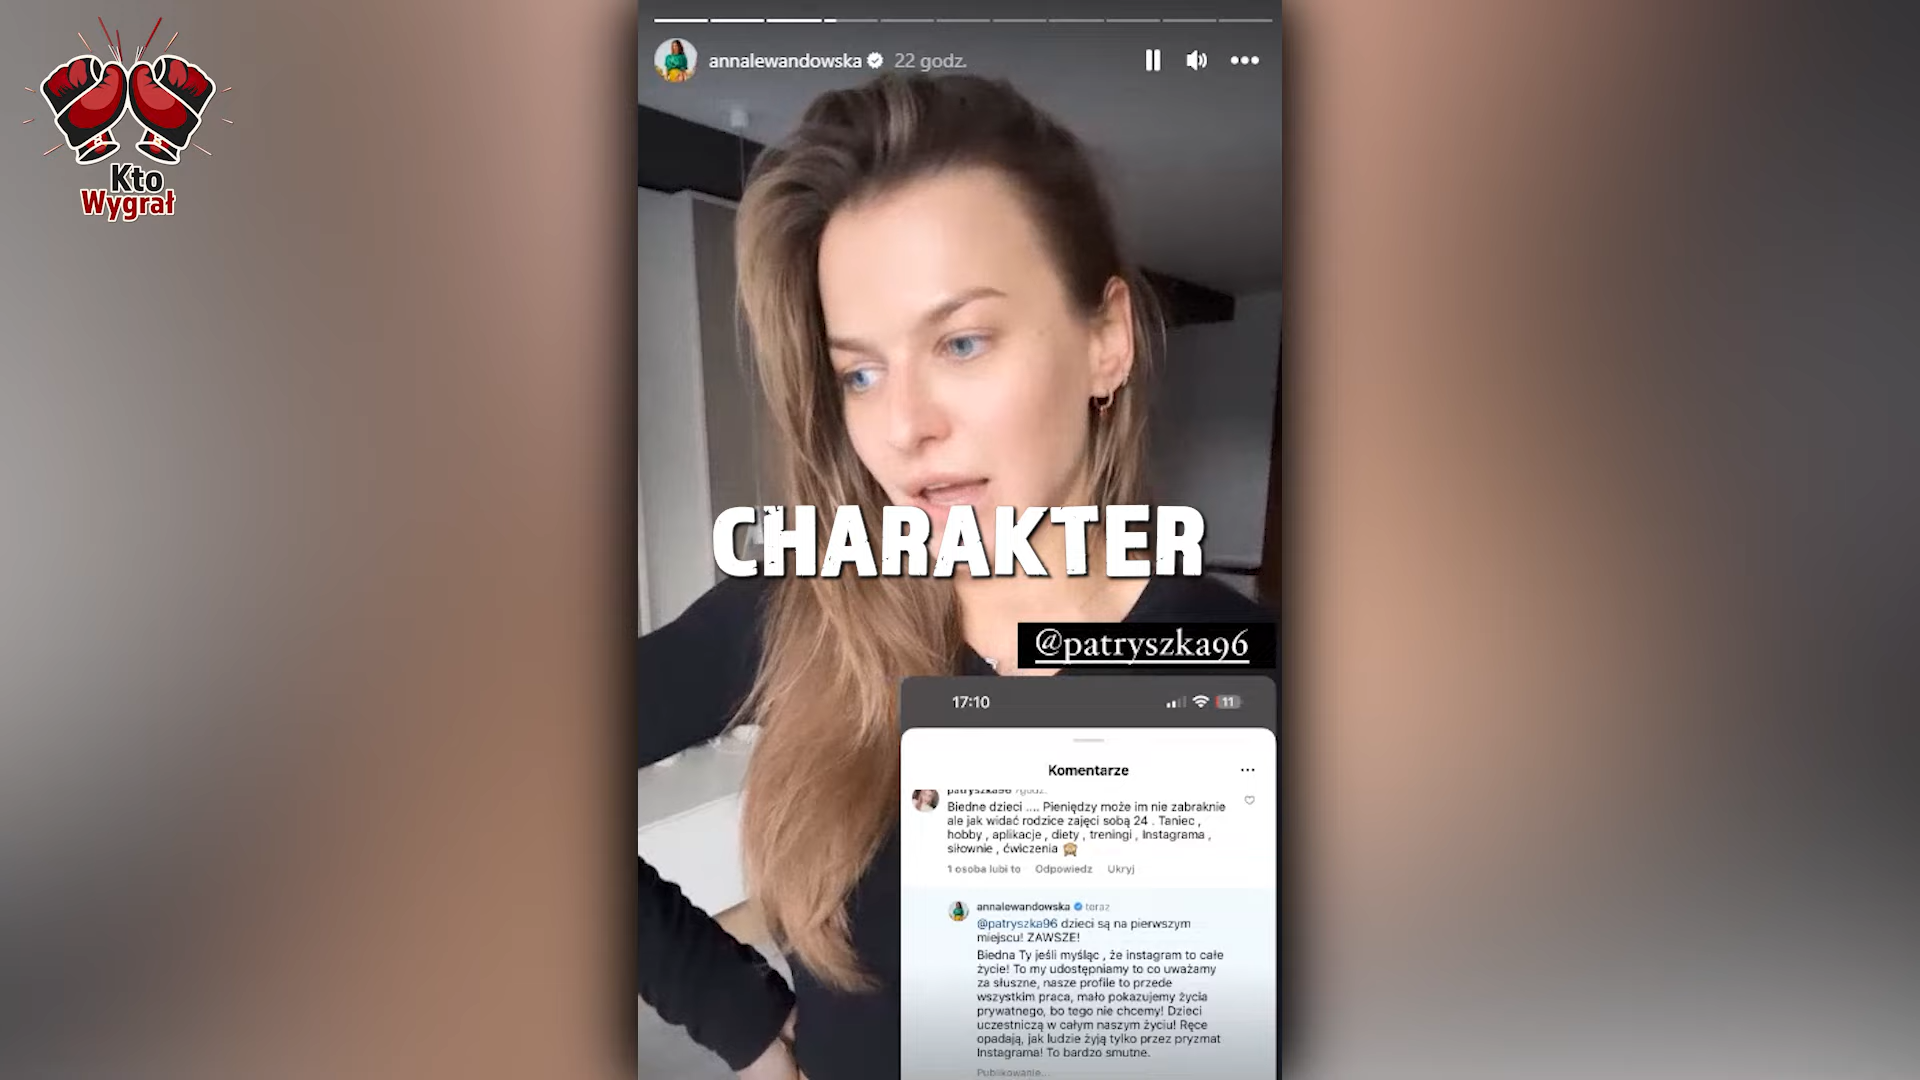 Kto
Wygrał
annalewandowska 22 godz.
CHARAKTER
@patryszka96
17:10
11
Komentarze
patryszka96 7godz.
Biedne dzieci .... Pieniędzy może im nie zabraknie
ale jak widać rodzice zajęci sobą 24 . Taniec ,
hobby , aplikacje , diety , treningi , Instagrama ,
siłownie , ćwiczenia 🙈
1 osoba lubi to Odpowiedz Ukryj
annalewandowska teraz
@patryszka96 dzieci są na pierwszym
miejscu! ZAWSZE!
Biedna Ty jeśli myśląc , że instagram to całe
życie! To my udostępniamy to co uważamy
za słuszne, nasze profile to przede
wszystkim praca, mało pokazujemy życia
prywatnego, bo tego nie chcemy! Dzieci
uczestniczą w całym naszym życiu! Ręce
opadają, jak ludzie żyją tylko przez pryzmat
Instagrama! To bardzo smutne.
Publikowanie...